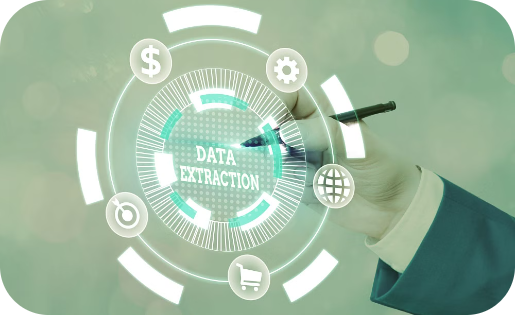 $
DATA
EXTRACTION